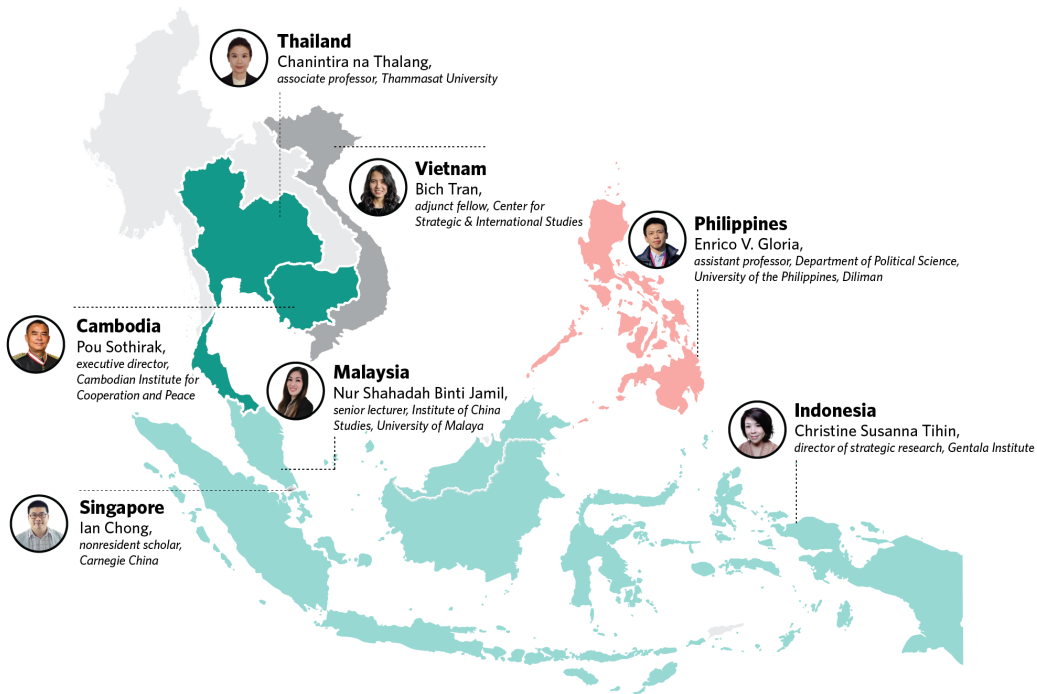 Thailand
Chanintira na Thalang,
associate professor, Thammasat University
Vietnam
Bich Tran,
adjunct fellow, Center for
Strategic & International Studies
Philippines
Enrico V. Gloria,
assistant professor, Department of Political Science,
University of the Philippines, Diliman
Cambodia
Pou Sothirak,
executive director,
Cambodian Institute for
Cooperation and Peace
Malaysia
Nur Shahadah Binti Jamil,
senior lecturer, Institute of China
Studies, University of Malaya
Indonesia
Christine Susanna Tihin,
director of strategic research, Gentala Institute
Singapore
Ian Chong,
nonresident scholar,
Carnegie China